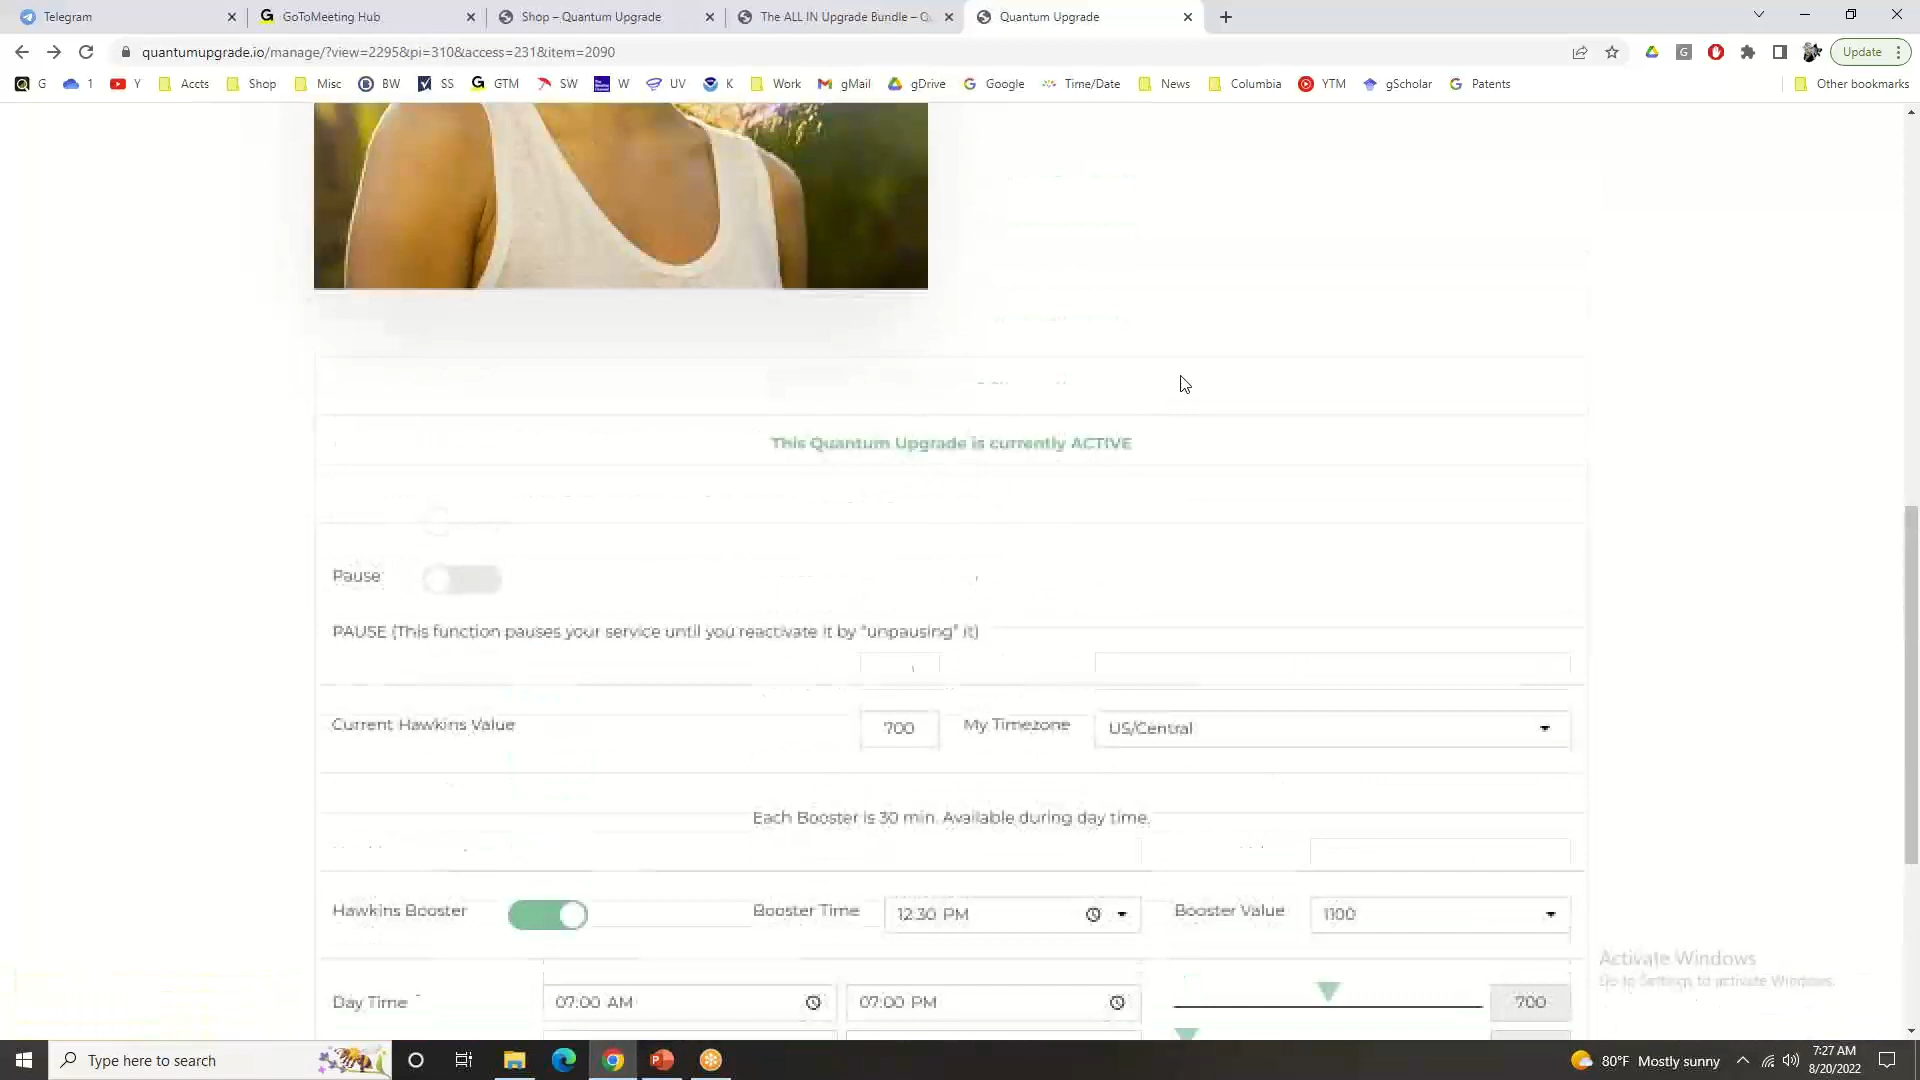 Telegram
GoToMeeting Hub
Shop – Quantum Upgrade
The ALL IN Upgrade Bundle – Q
Quantum Upgrade
quantumupgrade.io/manage/?view=2295&pi=310&access=231&item=2090
Update
G
1
Y
Accts
Shop
Misc
BW
SS
GTM
SW
W
UV
K
Work
gMail
gDrive
Google
Time/Date
News
Columbia
YTM
gScholar
Patents
Other bookmarks
This Quantum Upgrade is currently ACTIVE
Pause
PAUSE (This function pauses your service until you reactivate it by "unpausing" it)
Current Hawkins Value
700
My Timezone
US/Central
Each Booster is 30 min. Available during day time.
Hawkins Booster
Booster Time
12:30 PM
Booster Value
1100
Activate Windows
Go to Settings to activate Windows.
Day Time
07:00 AM
07:00 PM
700
Type here to search
80°F Mostly sunny
7:27 AM
8/20/2022